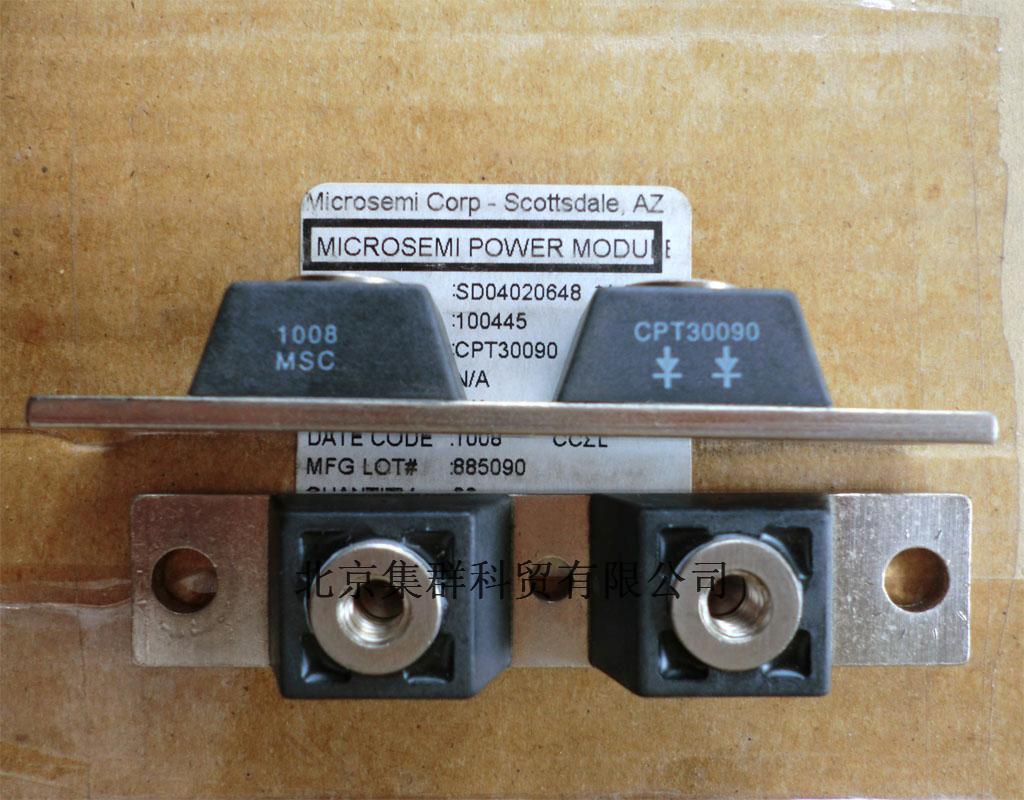 Microsemi Corp - Scottsdale, AZ
MICROSEMI POWER MODULE
:SD04020648
:100445
:CPT30090
N/A
1008
MSC
CPT30090
DATE CODE :1008
MFG LOT# :885090
QUANTITY
北京集群科贸有限公司